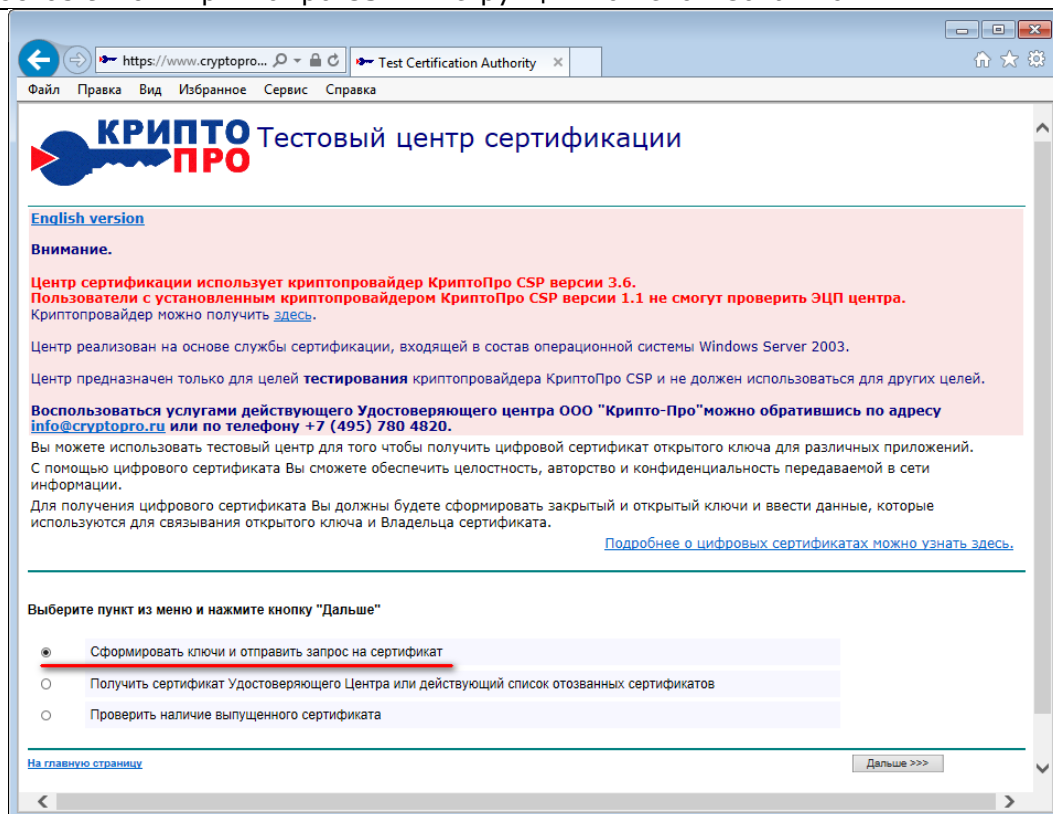 https://www.cryptopro...
Test Certification Authority
Файл Правка Вид Избранное Сервис Справка
КРИПТО
ПРО
Тестовый центр сертификации
English version
Внимание.
Центр сертификации использует криптопровайдер КриптоПро CSP версии 3.6.
Пользователи с установленным криптопровайдером КриптоПро CSP версии 1.1 не смогут проверить ЭЦП центра.
Криптопровайдер можно получить здесь.
Центр реализован на основе службы сертификации, входящей в состав операционной системы Windows Server 2003.
Центр предназначен только для целей тестирования криптопровайдера КриптоПро CSP и не должен использоваться для других целей.
Воспользоваться услугами действующего Удостоверяющего центра ООО "Крипто-Про"можно обратившись по адресу
info@cryptopro.ru или по телефону +7 (495) 780 4820.
Вы можете использовать тестовый центр для того чтобы получить цифровой сертификат открытого ключа для различных приложений.
С помощью цифрового сертификата Вы сможете обеспечить целостность, авторство и конфиденциальность передаваемой в сети
информации.
Для получения цифрового сертификата Вы должны будете сформировать закрытый и открытый ключи и ввести данные, которые
используются для связывания открытого ключа и Владельца сертификата.
Подробнее о цифровых сертификатах можно узнать здесь.
Выберите пункт из меню и нажмите кнопку "Дальше"
Сформировать ключи и отправить запрос на сертификат
Получить сертификат Удостоверяющего Центра или действующий список отозванных сертификатов
Проверить наличие выпущенного сертификата
На главную страницу
Дальше >>>